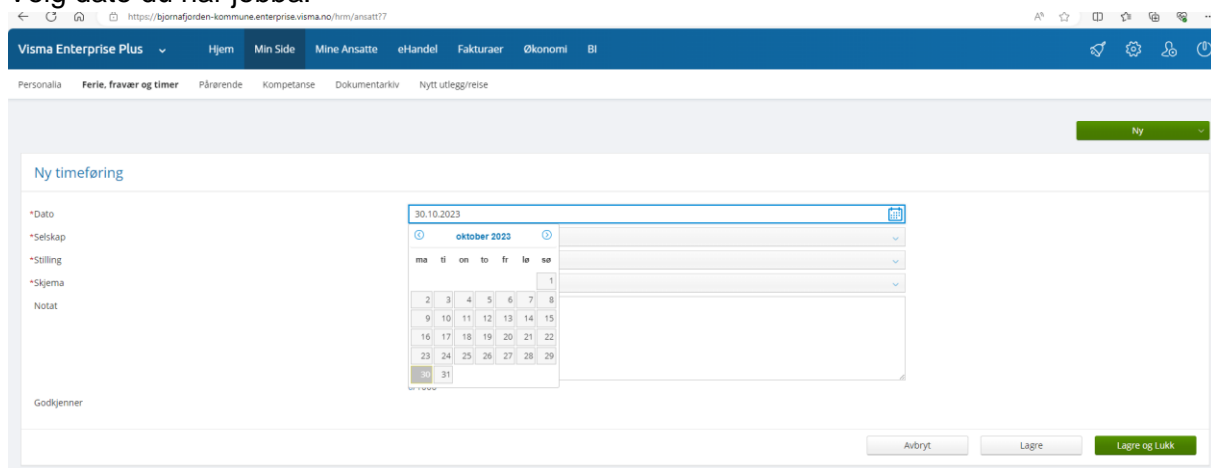 Velg dato du har jobba.
https://bjornafjorden-kommune.enterprise.visma.no/hrm/ansatt?7
Visma Enterprise Plus Hjem Min Side Mine Ansatte eHandel Fakturaer Økonomi BI
Personalia Ferie, fravær og timer Pårørende Kompetanse Dokumentarkiv Nytt utlegg/reise
Ny
Ny timeføring
*Dato 30.10.2023
*Selskap
*Stilling
*Skjema
Notat
oktober 2023
ma ti on to fr lø sø
1
2 3 4 5 6 7 8
9 10 11 12 13 14 15
16 17 18 19 20 21 22
23 24 25 26 27 28 29
30 31
Godkjenner
Avbryt Lagre Lagre og Lukk